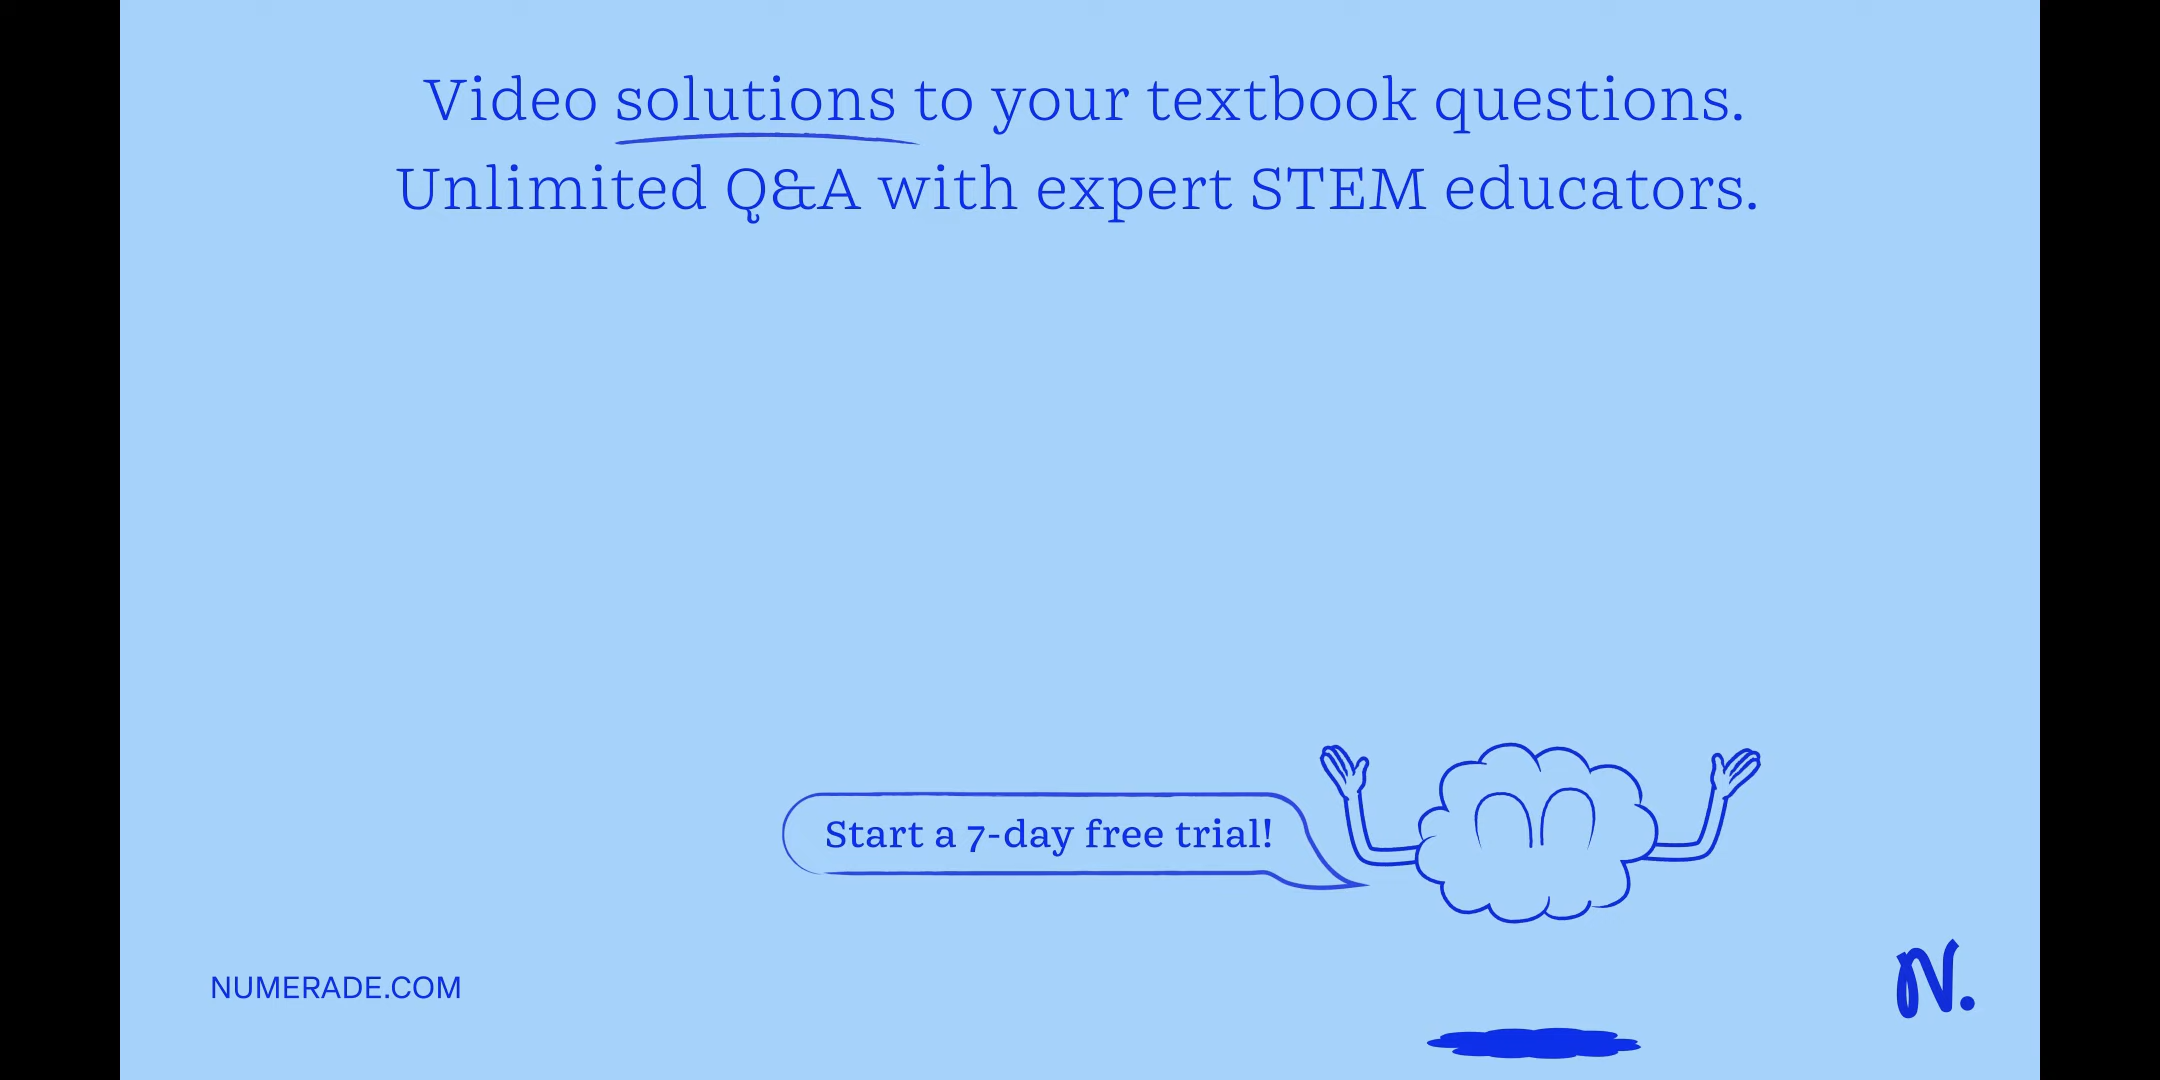 Video solutions to your textbook questions.
Unlimited Q&A with expert STEM educators.
Start a 7-day free trial!
NUMERADE.COM
N.